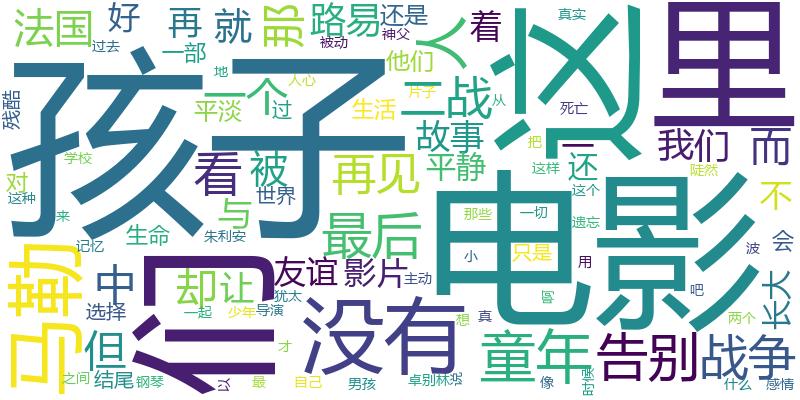 法国
好
再
就
那
路易
还是
着
这
里
一部
被动
神父
真实
过去
他们
人
孩子
残酷
地
人心
一个
过
平淡
生活
片子
二战
从
死亡
故事
一
我们
而
学校
对
这种
看
被
再见
平静
把
还
这样
陡然
不
世界
与
来
记忆
生命
朱利安
最后
那些
一切
遗忘
这个
电影
会
波
马勒
中
们
却
让
友谊
影片
主动
小
只是
用
吧
长大
选择
犹太
一起
少年
导演
没有
想
真
两个
但
才
童年
告别
战争
之间
结尾
钢琴
以
最
自己
男孩
卓别林
像
时候
什么
感情